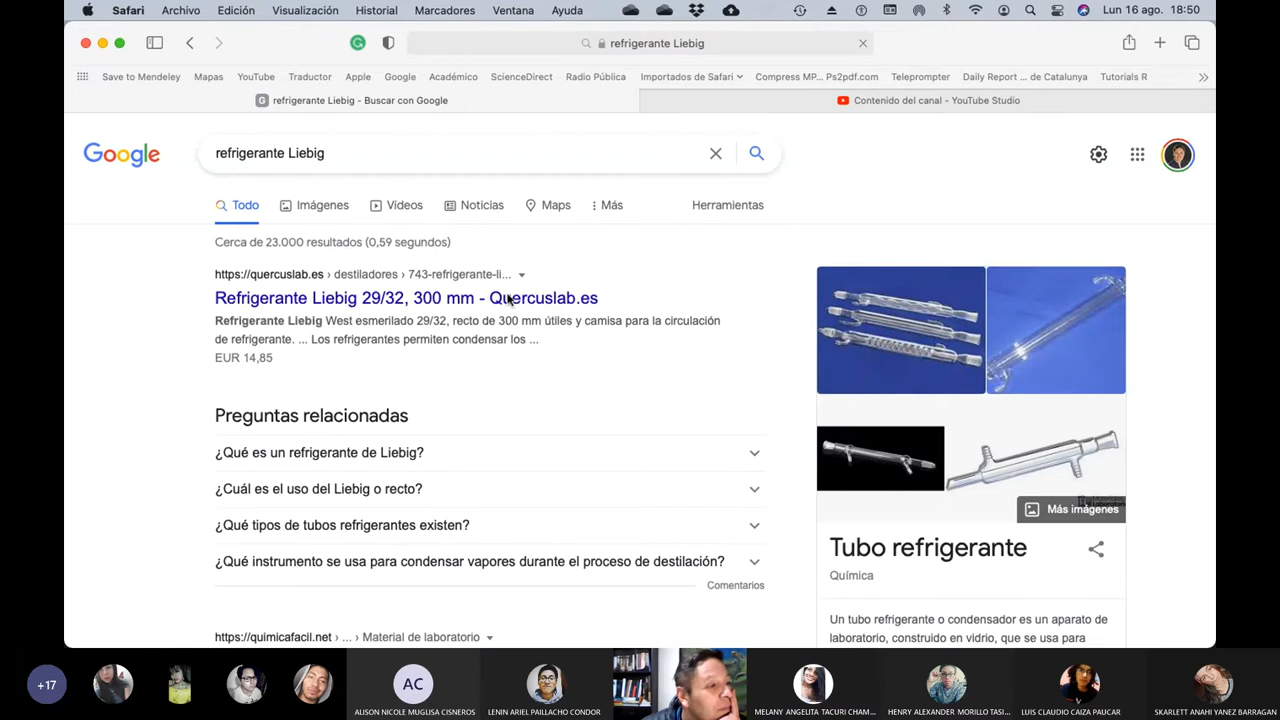 Safari Archivo Edición Visualización Historial Marcadores Ventana Ayuda Lun 16 ago. 18:50
refrigerante Liebig
Save to Mendeley Mapas YouTube Traductor Apple Google Académico ScienceDirect Radio Pública Importados de Safari Compress MP... Ps2pdf.com Teleprompter Daily Report ... de Catalunya Tutorials R
G refrigerante Liebig - Buscar con Google Contenido del canal - YouTube Studio
Google refrigerante Liebig
Todo Imágenes Vídeos Noticias Maps Más Herramientas
Cerca de 23.000 resultados (0,59 segundos)
https://quercuslab.es › destiladores › 743-refrigerante-li...
Refrigerante Liebig 29/32, 300 mm - Quercuslab.es
Refrigerante Liebig West esmerilado 29/32, recto de 300 mm útiles y camisa para la circulación
de refrigerante. ... Los refrigerantes permiten condensar los ...
EUR 14,85
Preguntas relacionadas
¿Qué es un refrigerante de Liebig?
¿Cuál es el uso del Liebig o recto?
¿Qué tipos de tubos refrigerantes existen?
¿Qué instrumento se usa para condensar vapores durante el proceso de destilación?
Comentarios
https://quimicafacil.net › ... › Material de laboratorio
Más imágenes
Tubo refrigerante
Química
Un tubo refrigerante o condensador es un aparato de
laboratorio, construido en vidrio, que se usa para
+17
AC
ALISON NICOLE MUGLISA CISNEROS
LENIN ARIEL PAILLACHO CONDOR
MELANY ANGELITA TACURI CHAM...
HENRY ALEXANDER MORILLO TASI...
LUIS CLAUDIO CAIZA PAUCAR
SKARLETT ANAHI YANEZ BARRAGAN